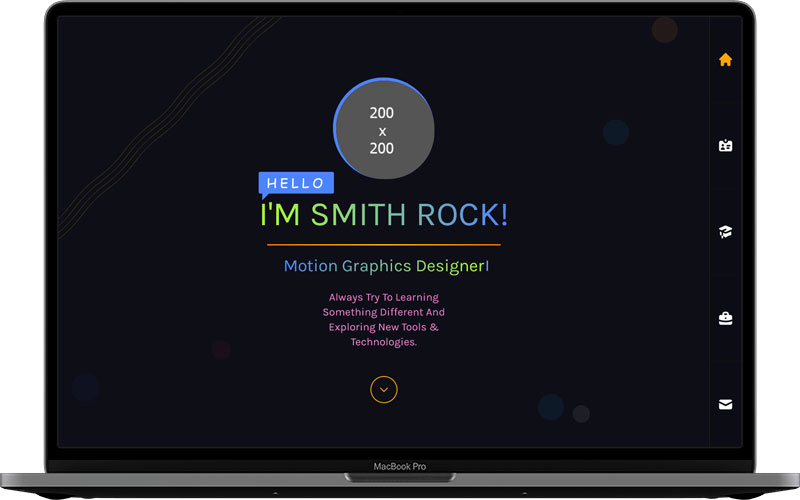 200
x
200
HELLO
I'M SMITH ROCK!
Motion Graphics Designer|
Always Try To Learning
Something Different And
Exploring New Tools &
Technologies.
MacBook Pro